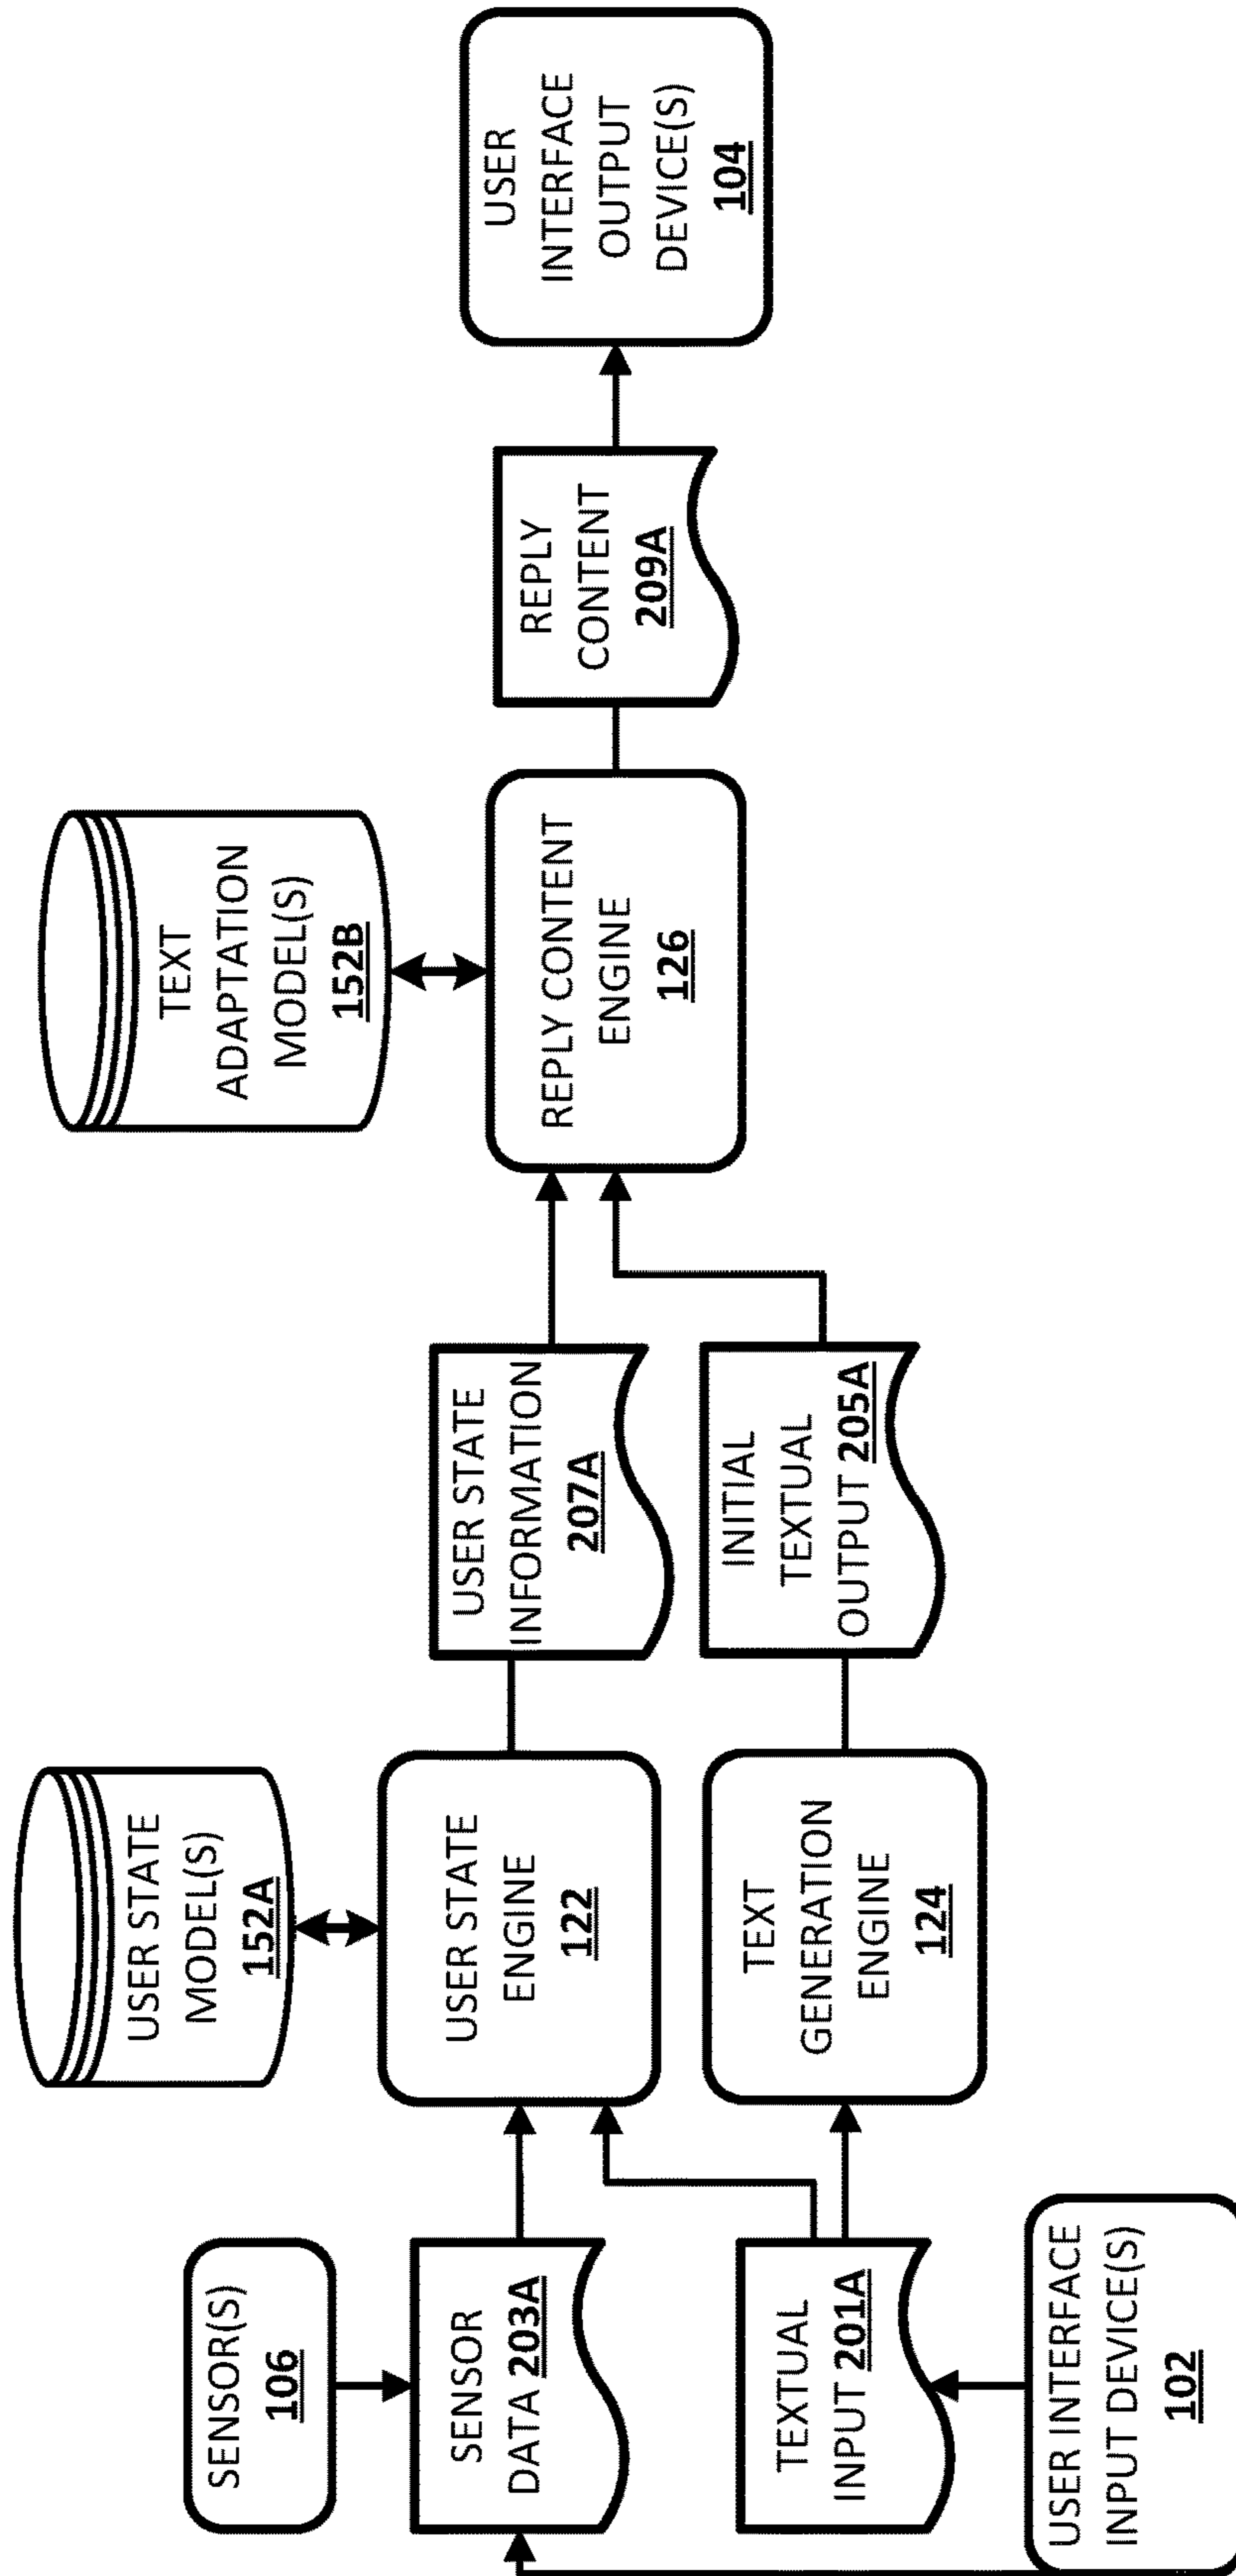 SENSOR(S)
106
SENSOR
DATA 203A
TEXTUAL
INPUT 201A
USER INTERFACE
INPUT DEVICE(S)
102
USER STATE
MODEL(S)
152A
USER STATE
ENGINE
122
TEXT
GENERATION
ENGINE
124
USER STATE
INFORMATION
207A
INITIAL
TEXTUAL
OUTPUT 205A
TEXT
ADAPTATION
MODEL(S)
152B
REPLY CONTENT
ENGINE
126
REPLY
CONTENT
209A
USER
INTERFACE
OUTPUT
DEVICE(S)
104